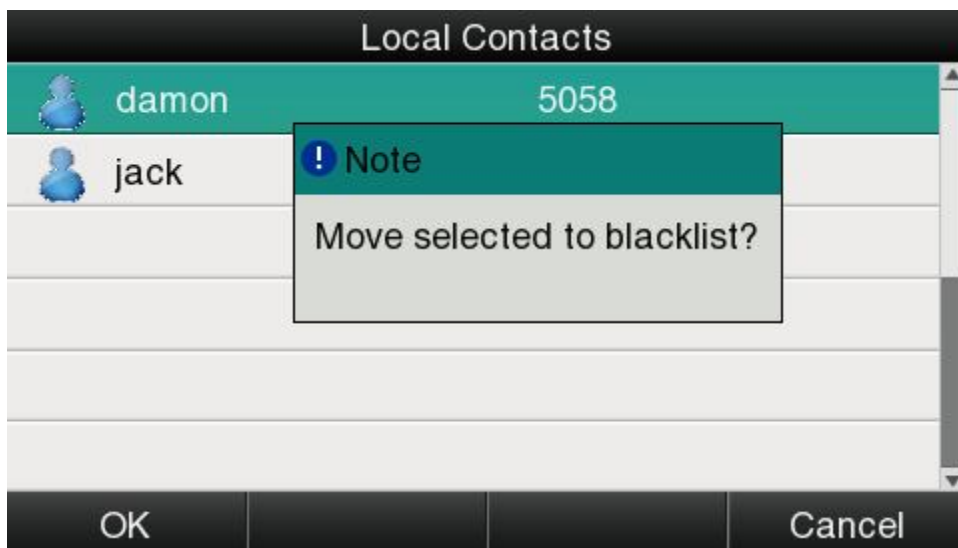 Local Contacts
damon 5058
jack
! Note
Move selected to blacklist?
OK Cancel